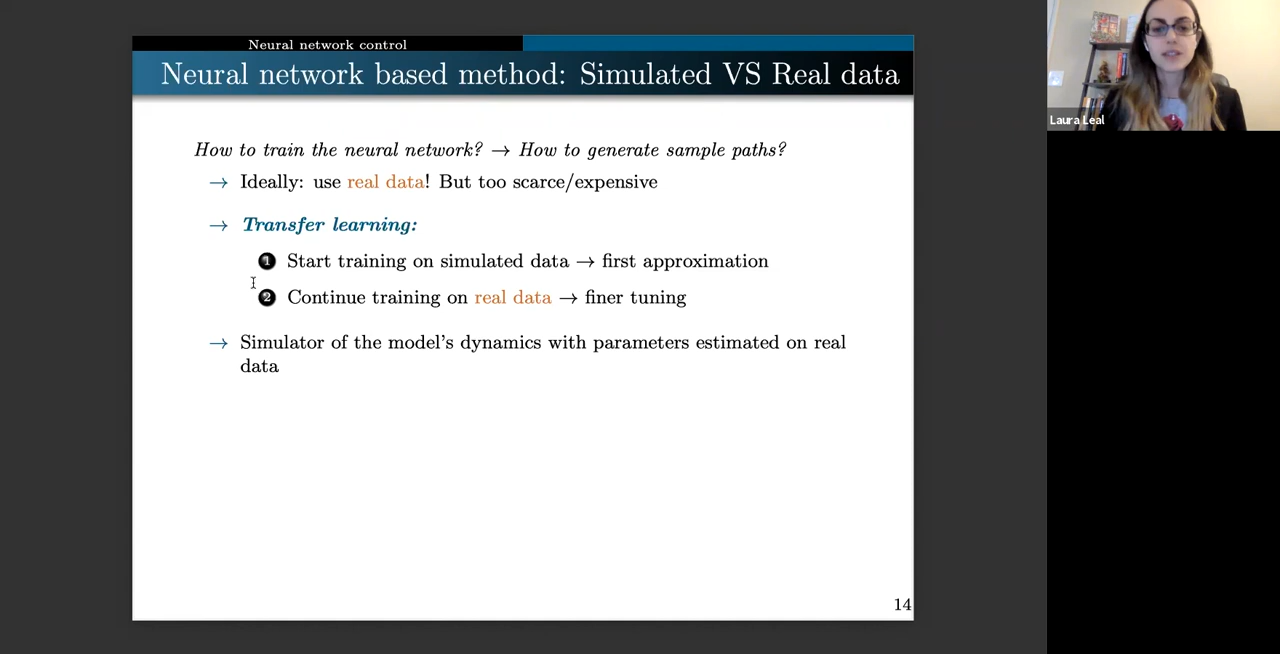 Neural network control
Neural network based method: Simulated VS Real data
How to train the neural network? → How to generate sample paths?
→ Ideally: use real data! But too scarce/expensive
→ Transfer learning:
1 Start training on simulated data → first approximation
2 Continue training on real data → finer tuning
→ Simulator of the model's dynamics with parameters estimated on real
data
14
Laura Leal